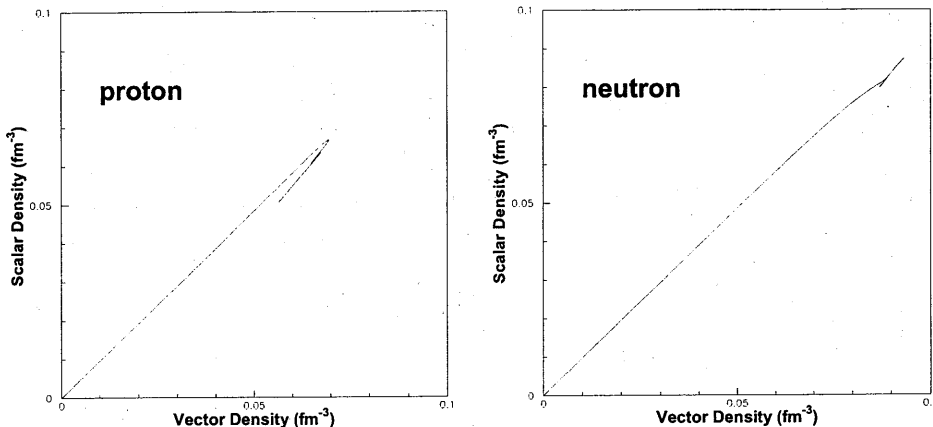 0.1
proton
Scalar Density (fm⁻³)
0.05
0
0
0.05
0.1
Vector Density (fm⁻³)
0.1
neutron
Scalar Density (fm⁻³)
0.05
0
0
0.05
0.
Vector Density (fm⁻³)